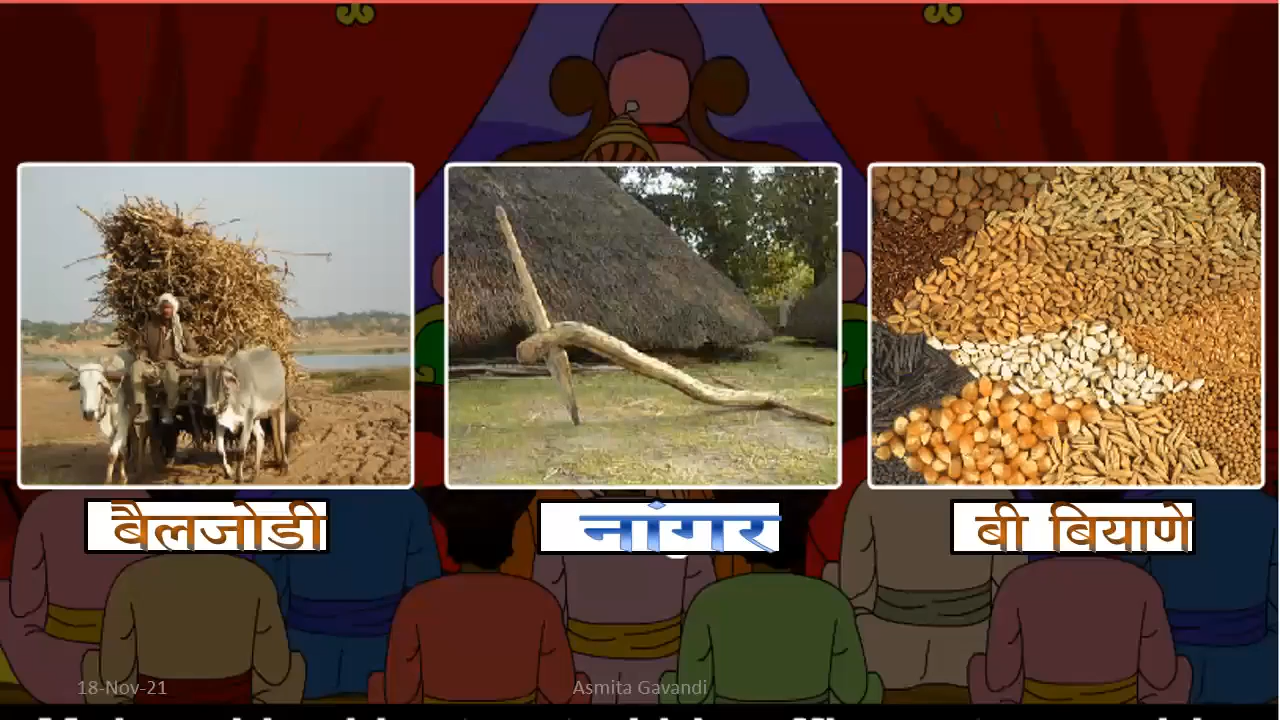 बैलजोडी
नांगर
बी बियाणे
18-Nov-21
Asmita Gavandi